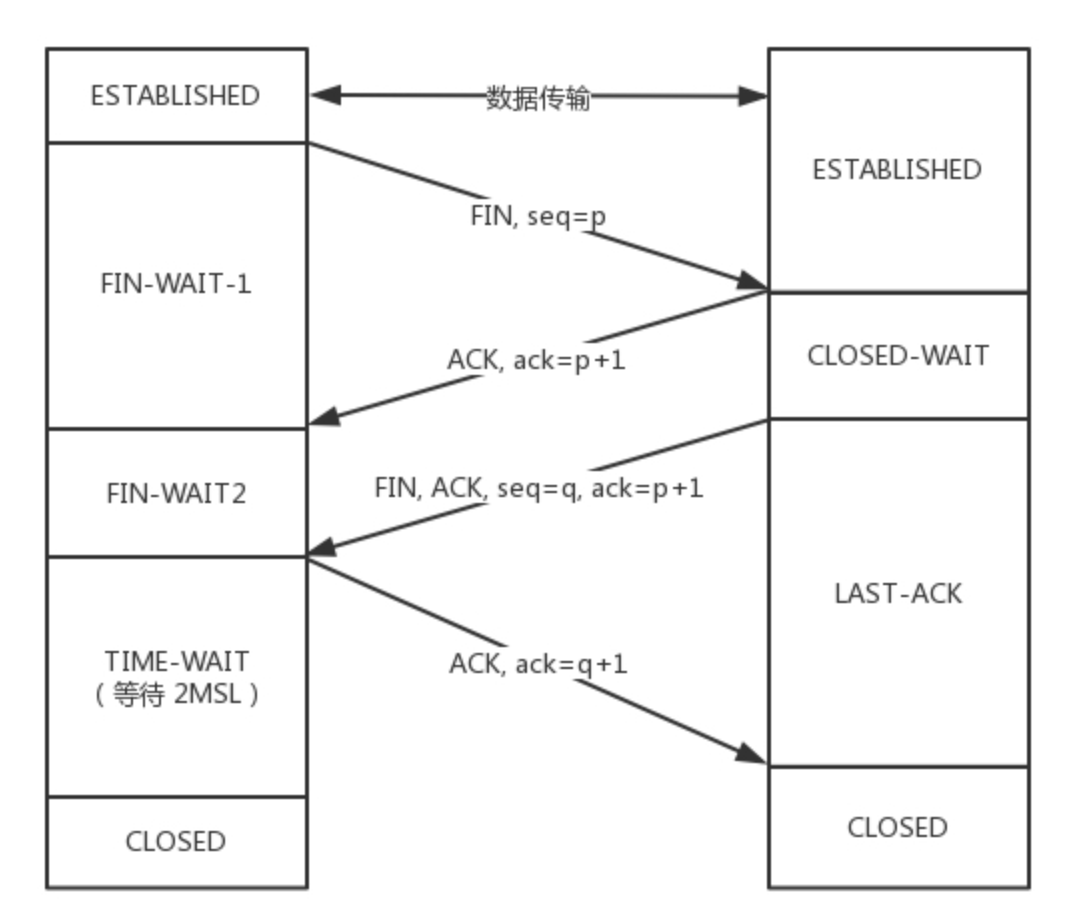 ESTABLISHED
数据传输
ESTABLISHED
FIN, seq=p
FIN-WAIT-1
CLOSED-WAIT
ACK, ack=p+1
FIN-WAIT2
FIN, ACK, seq=q, ack=p+1
LAST-ACK
TIME-WAIT
（等待 2MSL）
ACK, ack=q+1
CLOSED
CLOSED